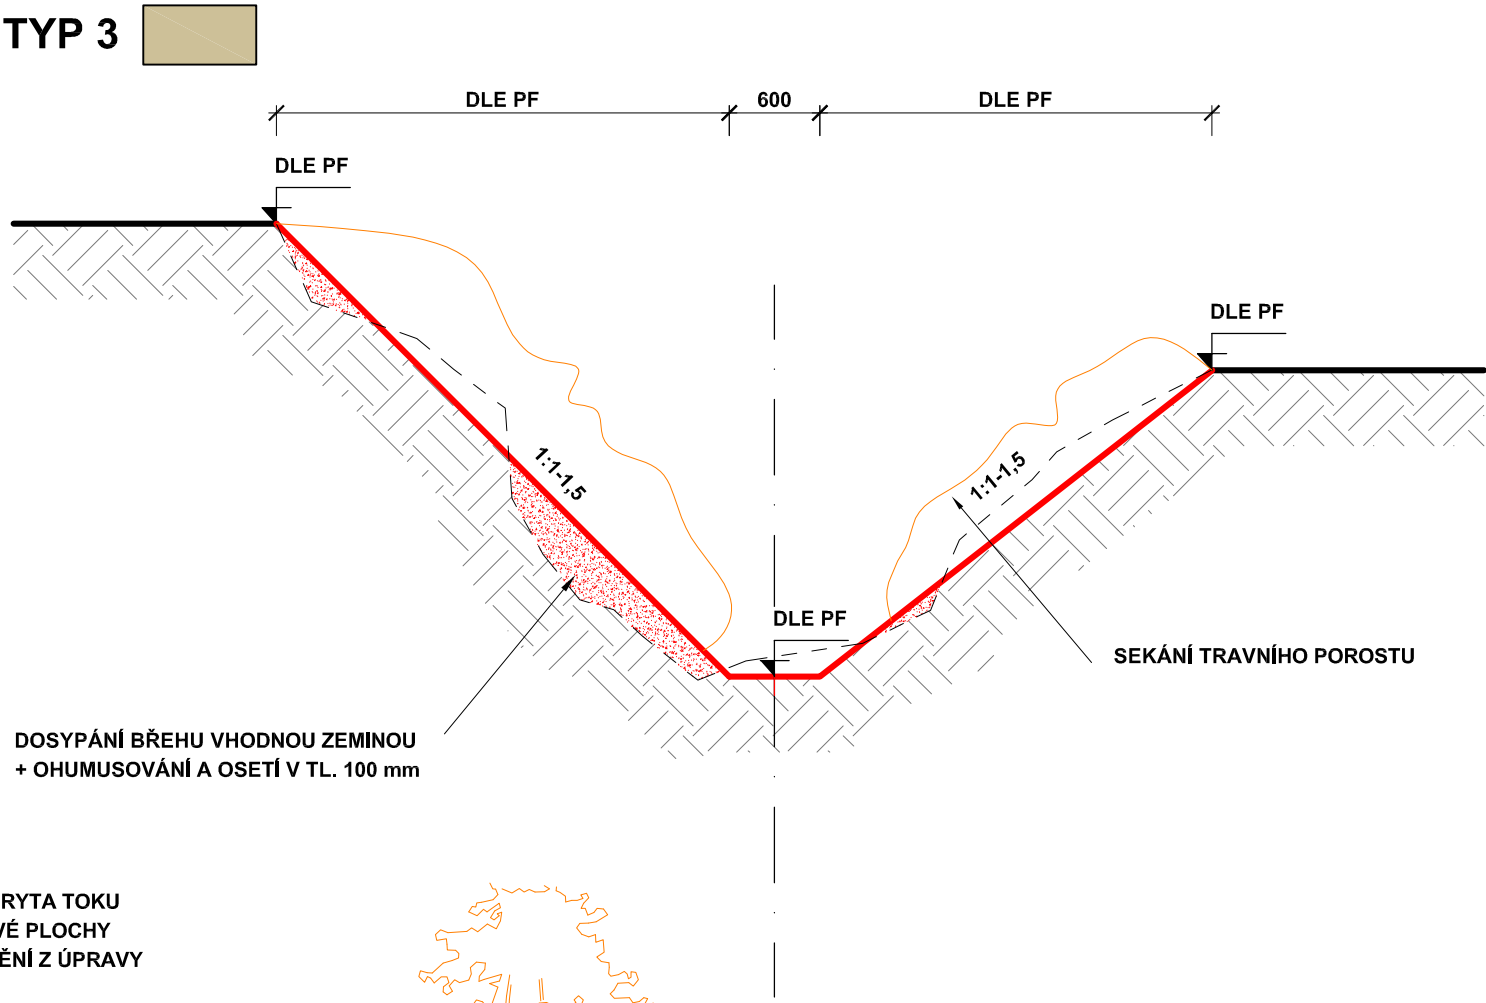 TYP 3
DLE PF
600
DLE PF
DLE PF
DLE PF
1:1-1,5
1:1-1,5
DLE PF
SEKÁNÍ TRAVNÍHO POROSTU
DOSYPÁNÍ BŘEHU VHODNOU ZEMINOU
+ OHUMUSOVÁNÍ A OSETÍ V TL. 100 mm
RYTA TOKU
VÉ PLOCHY
ĚNÍ Z ÚPRAVY